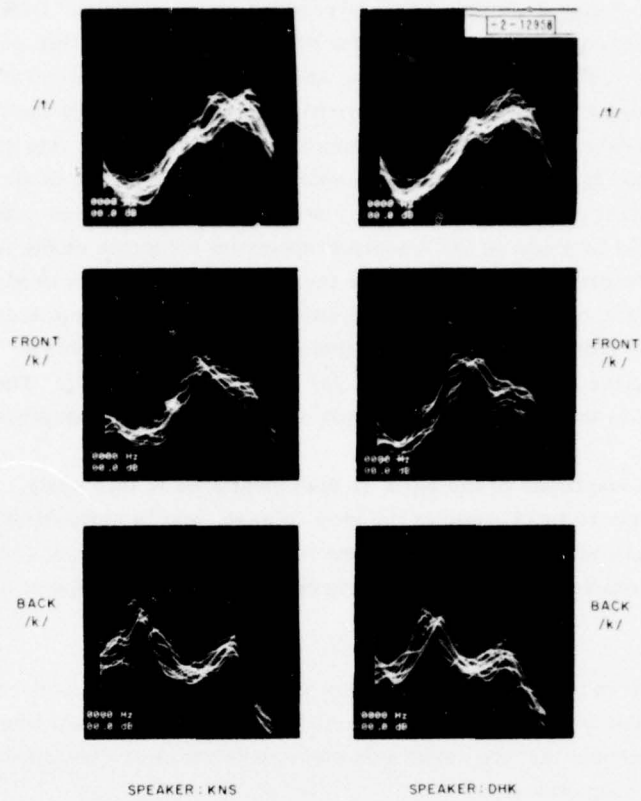 -2-12958
/t/
/t/
0000 Hz
00.0 dB
0000 Hz
00.0 dB
FRONT
/k/
FRONT
/k/
0000 Hz
00.0 dB
0000 Hz
00.0 dB
BACK
/k/
BACK
/k/
0000 Hz
00.0 dB
0000 Hz
00.0 dB
SPEAKER : KNS
SPEAKER : DHK